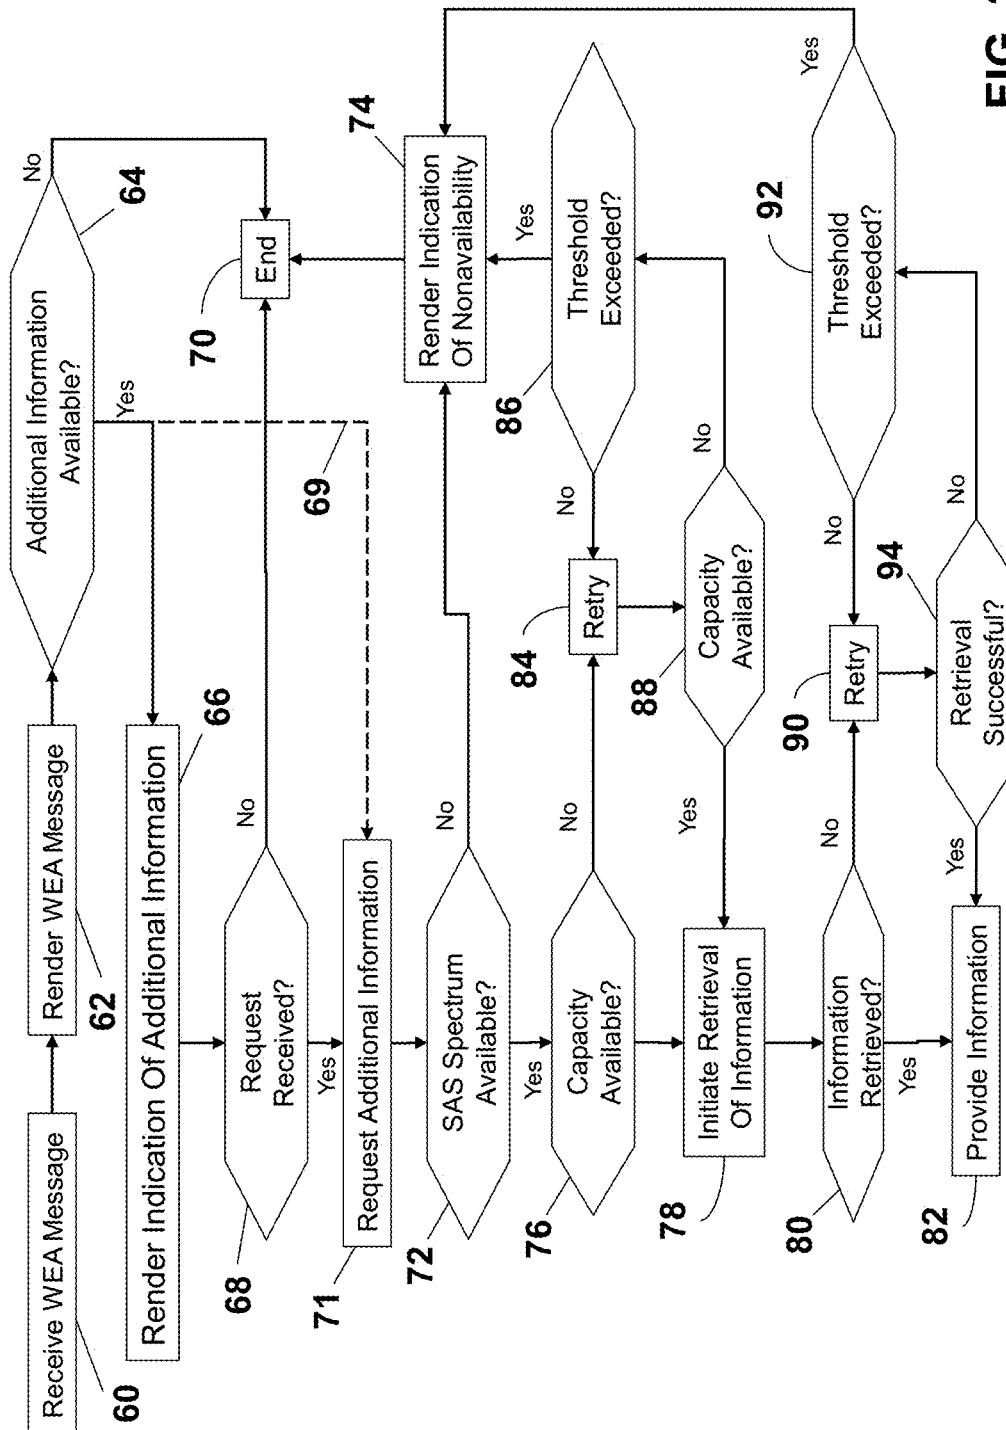 Receive WEA Message
60
Render WEA Message
62
Additional Information
Available?
64
No
Yes
Render Indication Of Additional Information
66
Request
Received?
68
No
Yes
69
End
70
Request Additional Information
71
SAS Spectrum
Available?
72
No
Yes
Render Indication
Of Nonavailability
74
Capacity
Available?
76
No
Retry
84
No
Threshold
Exceeded?
86
Yes
Initiate Retrieval
Of Information
78
Yes
Capacity
Available?
88
No
Information
Retrieved?
80
No
Yes
Retry
90
No
Threshold
Exceeded?
92
Yes
Provide Information
82
Yes
Retrieval
Successful?
94
No
FIG.